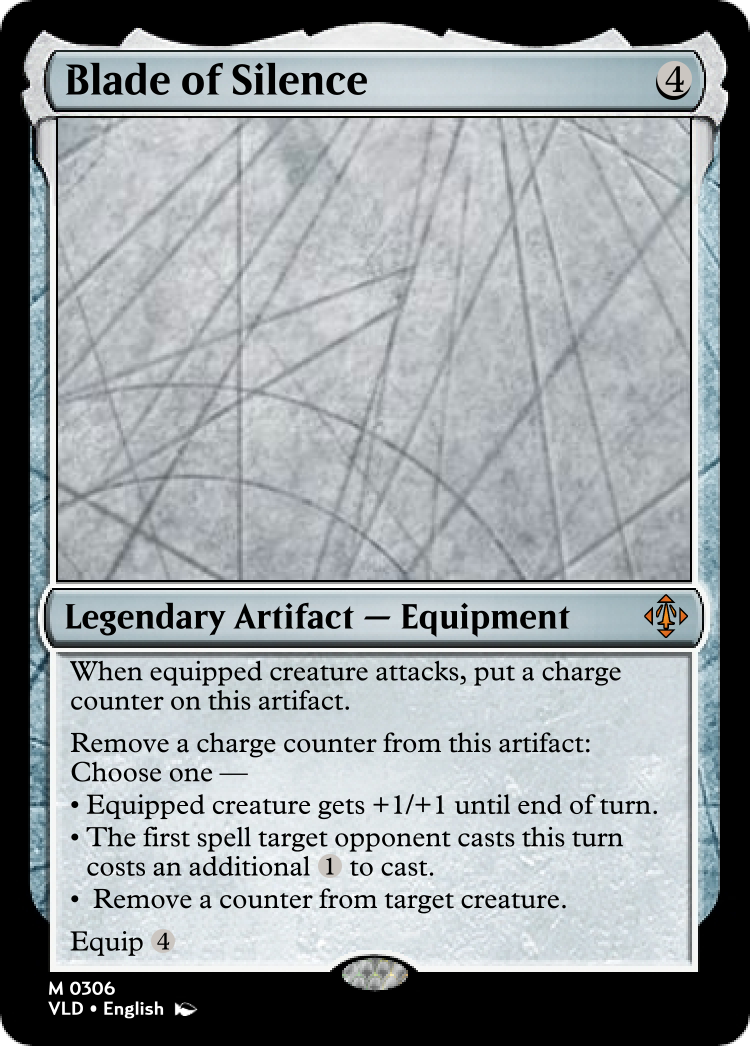 Blade of Silence 4
Legendary Artifact — Equipment
When equipped creature attacks, put a charge
counter on this artifact.
Remove a charge counter from this artifact:
Choose one —
• Equipped creature gets +1/+1 until end of turn.
• The first spell target opponent casts this turn
costs an additional 1 to cast.
• Remove a counter from target creature.
Equip 4
M 0306
VLD • English